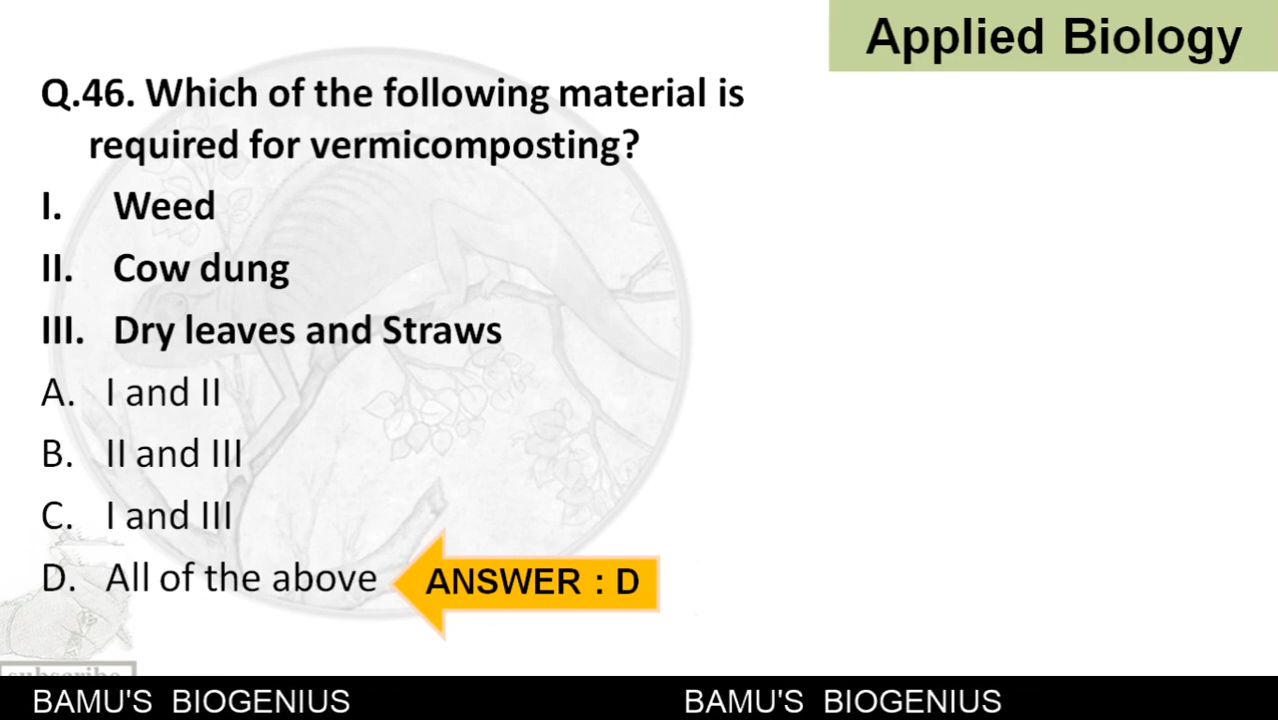 Applied Biology
Q.46. Which of the following material is
required for vermicomposting?
I. Weed
II. Cow dung
III. Dry leaves and Straws
A. I and II
B. II and III
C. I and III
D. All of the above
ANSWER : D
BAMU'S BIOGENIUS BAMU'S BIOGENIUS